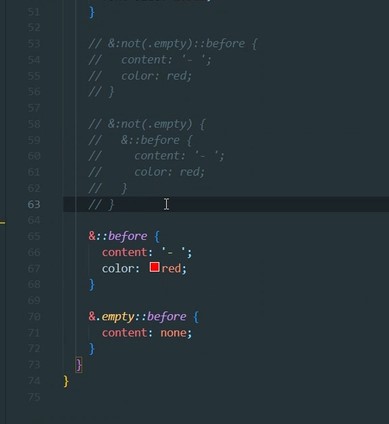 51 }
52
53 // &:not(.empty)::before {
54 //   content: '- ';
55 //   color: red;
56 // }
57
58 // &:not(.empty) {
59 //   &::before {
60 //     content: '- ';
61 //     color: red;
62 //   }
63 // }
64
65 &::before {
66   content: '- ';
67   color: red;
68 }
69
70 &.empty::before {
71   content: none;
72 }
73 }
74 }
75